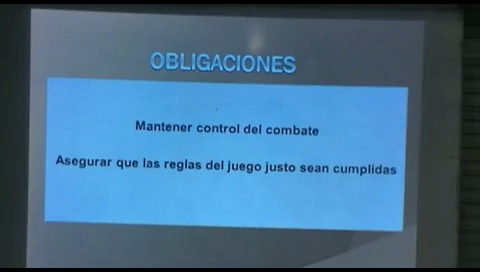 OBLIGACIONES
Mantener control del combate
Asegurar que las reglas del juego justo sean cumplidas